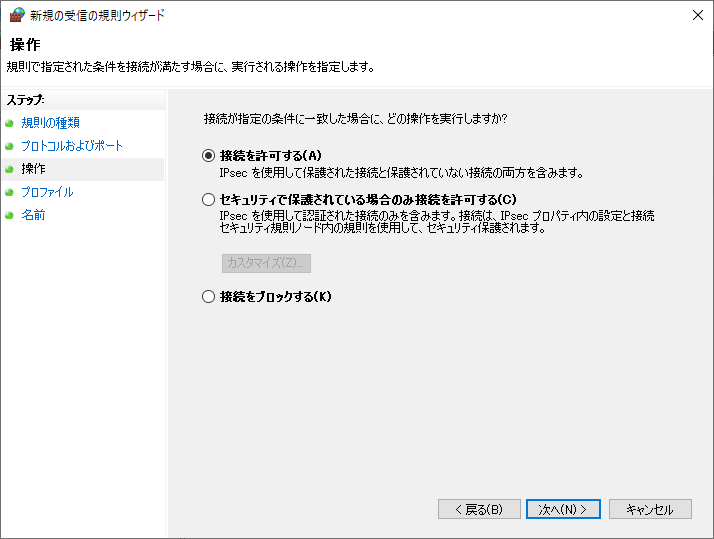 新規の受信の規則ウィザード
操作
規則で指定された条件を接続が満たす場合に、実行される操作を指定します。
ステップ:
規則の種類
プロトコルおよびポート
操作
プロファイル
名前
接続が指定の条件に一致した場合に、どの操作を実行しますか?
接続を許可する(A)
IPsec を使用して保護された接続と保護されていない接続の両方を含みます。
セキュリティで保護されている場合のみ接続を許可する(C)
IPsec を使用して認証された接続のみを含みます。接続は、IPsec プロパティ内の設定と接続
セキュリティ規則ノード内の規則を使用して、セキュリティ保護されます。
カスタマイズ(Z)...
接続をブロックする(K)
< 戻る(B)
次へ(N) >
キャンセル